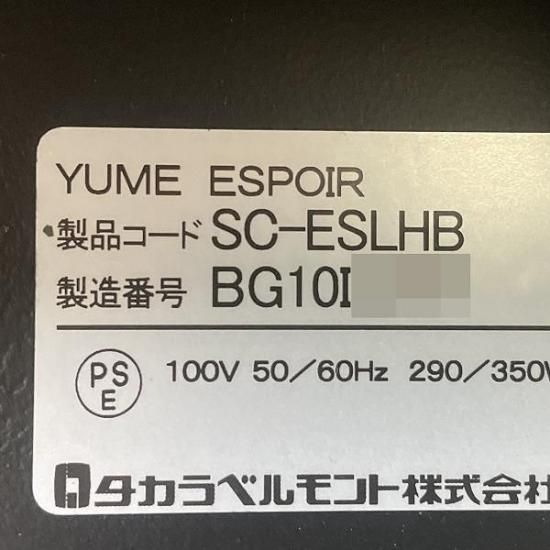 YUME ESPOIR
製品コード SC-ESLHB
製造番号 BG10I
PS
E
100V 50/60Hz 290/350W
タカラベルモント株式会社